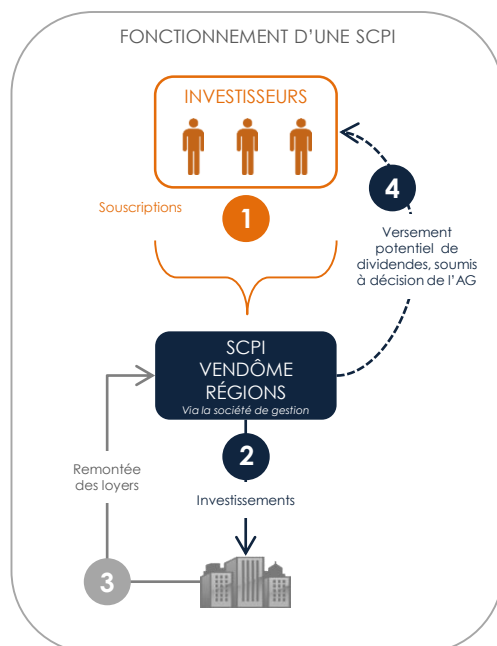 FONCTIONNEMENT D'UNE SCPI
INVESTISSEURS
Souscriptions
1
4
Versement
potentiel de
dividendes, soumis
à décision de l'AG
SCPI
VENDÔME
RÉGIONS
Via la société de gestion
2
Remontée
des loyers
Investissements
3